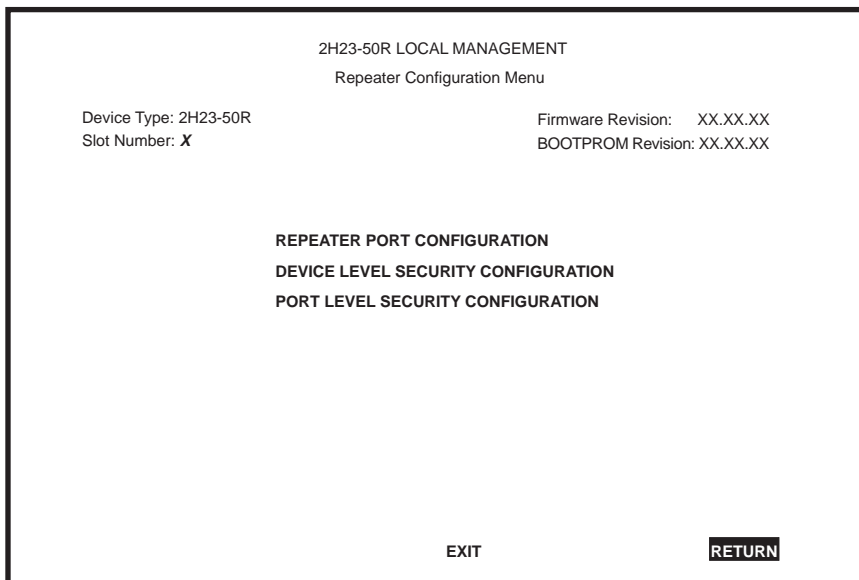 2H23-50R LOCAL MANAGEMENT
Repeater Configuration Menu
Device Type: 2H23-50R
Slot Number: X
Firmware Revision: XX.XX.XX
BOOTPROM Revision: XX.XX.XX
REPEATER PORT CONFIGURATION
DEVICE LEVEL SECURITY CONFIGURATION
PORT LEVEL SECURITY CONFIGURATION
EXIT
RETURN